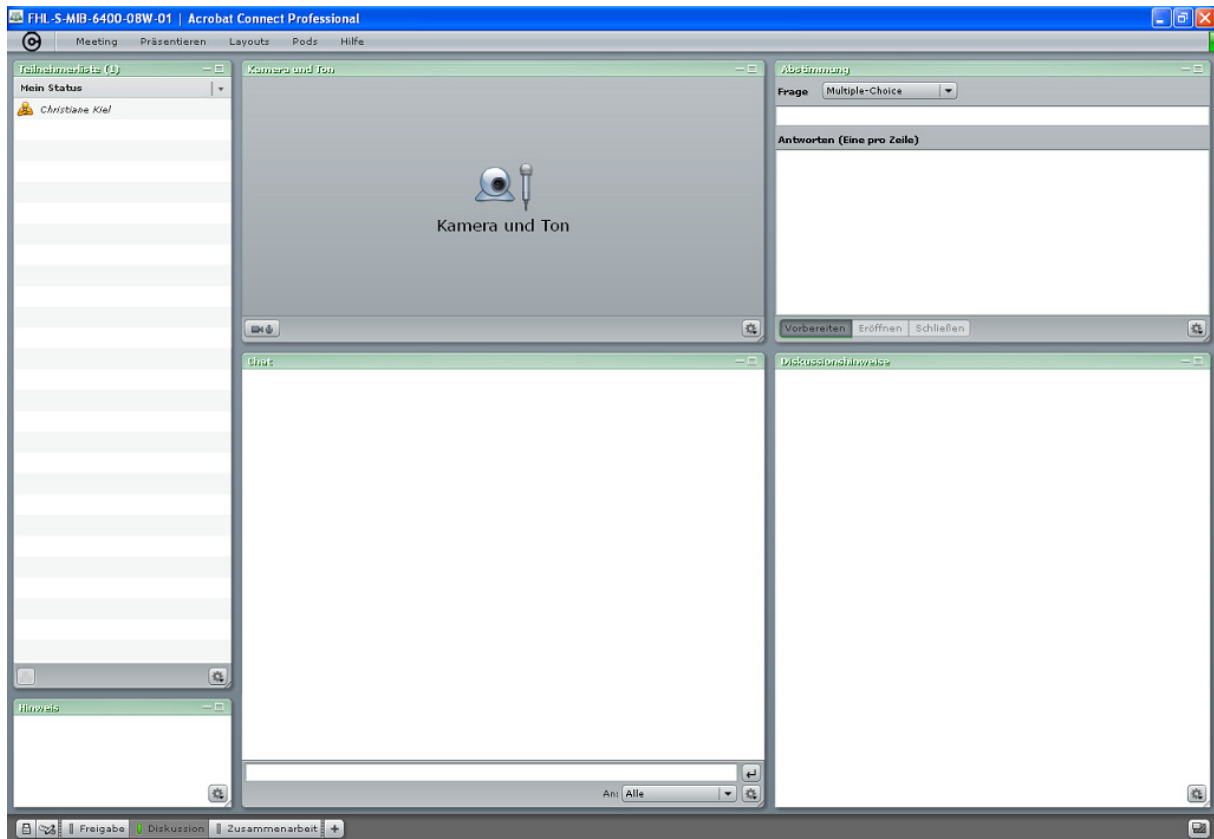 FHL-S-MIB-6400-08W-01 | Acrobat Connect Professional
Meeting Präsentieren Layouts Pods Hilfe
Teilnehmerliste (1)
Mein Status
Christiane Kiel
Hinweis
Kamera und Ton
Kamera und Ton
Chat
An: Alle
Abstimmung
Frage Multiple-Choice
Antworten (Eine pro Zeile)
Vorbereiten Eröffnen Schließen
Diskussionshinweise
Freigabe Diskussion Zusammenarbeit +